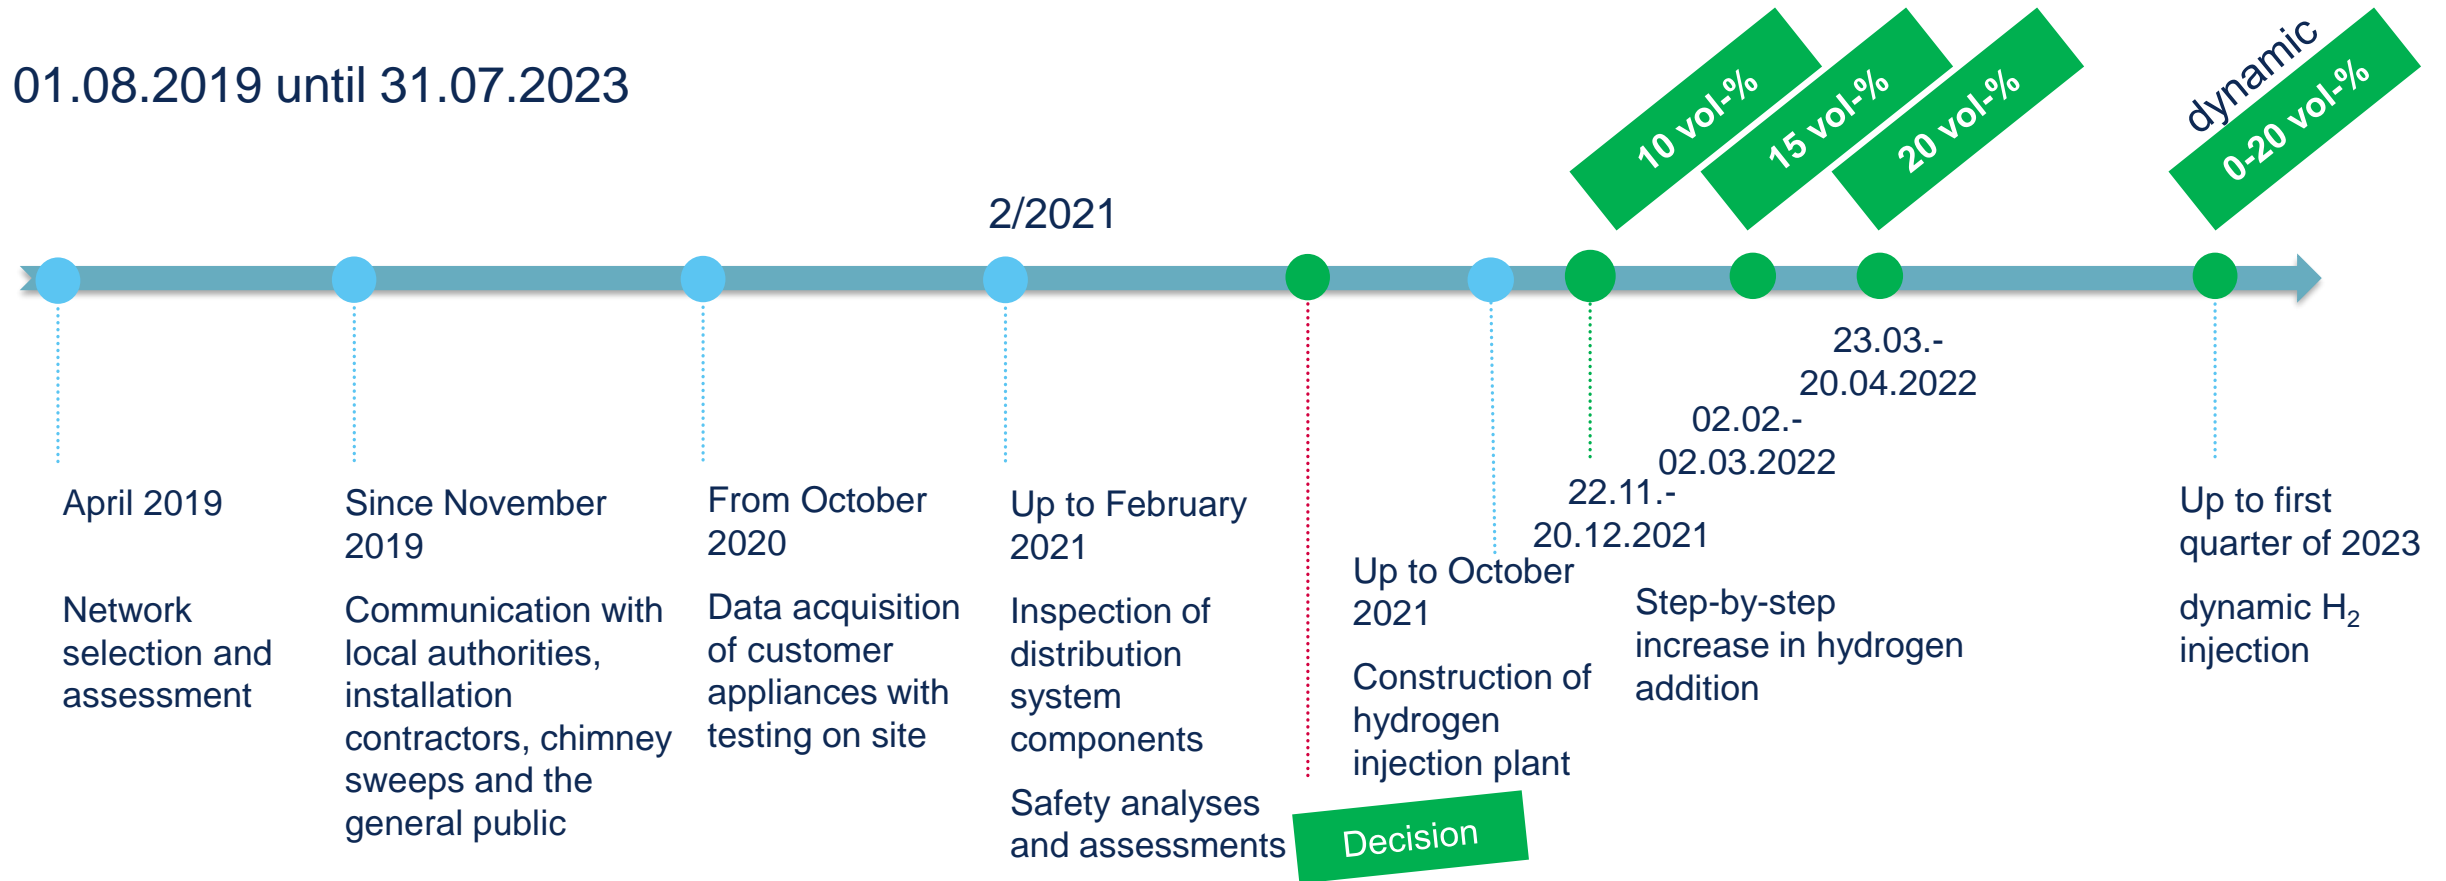 01.08.2019 until 31.07.2023
10 vol-%
15 vol-%
20 vol-%
dynamic
0-20 vol-%
2/2021
April 2019
Network
selection and
assessment
Since November
2019
Communication with
local authorities,
installation
contractors, chimney
sweeps and the
general public
From October
2020
Data acquisition
of customer
appliances with
testing on site
Up to February
2021
Inspection of
distribution
system
components
Safety analyses
and assessments
Decision
Up to October
2021
Construction of
hydrogen
injection plant
22.11.-
20.12.2021
02.02.-
02.03.2022
23.03.-
20.04.2022
Step-by-step
increase in hydrogen
addition
Up to first
quarter of 2023
dynamic H₂
injection